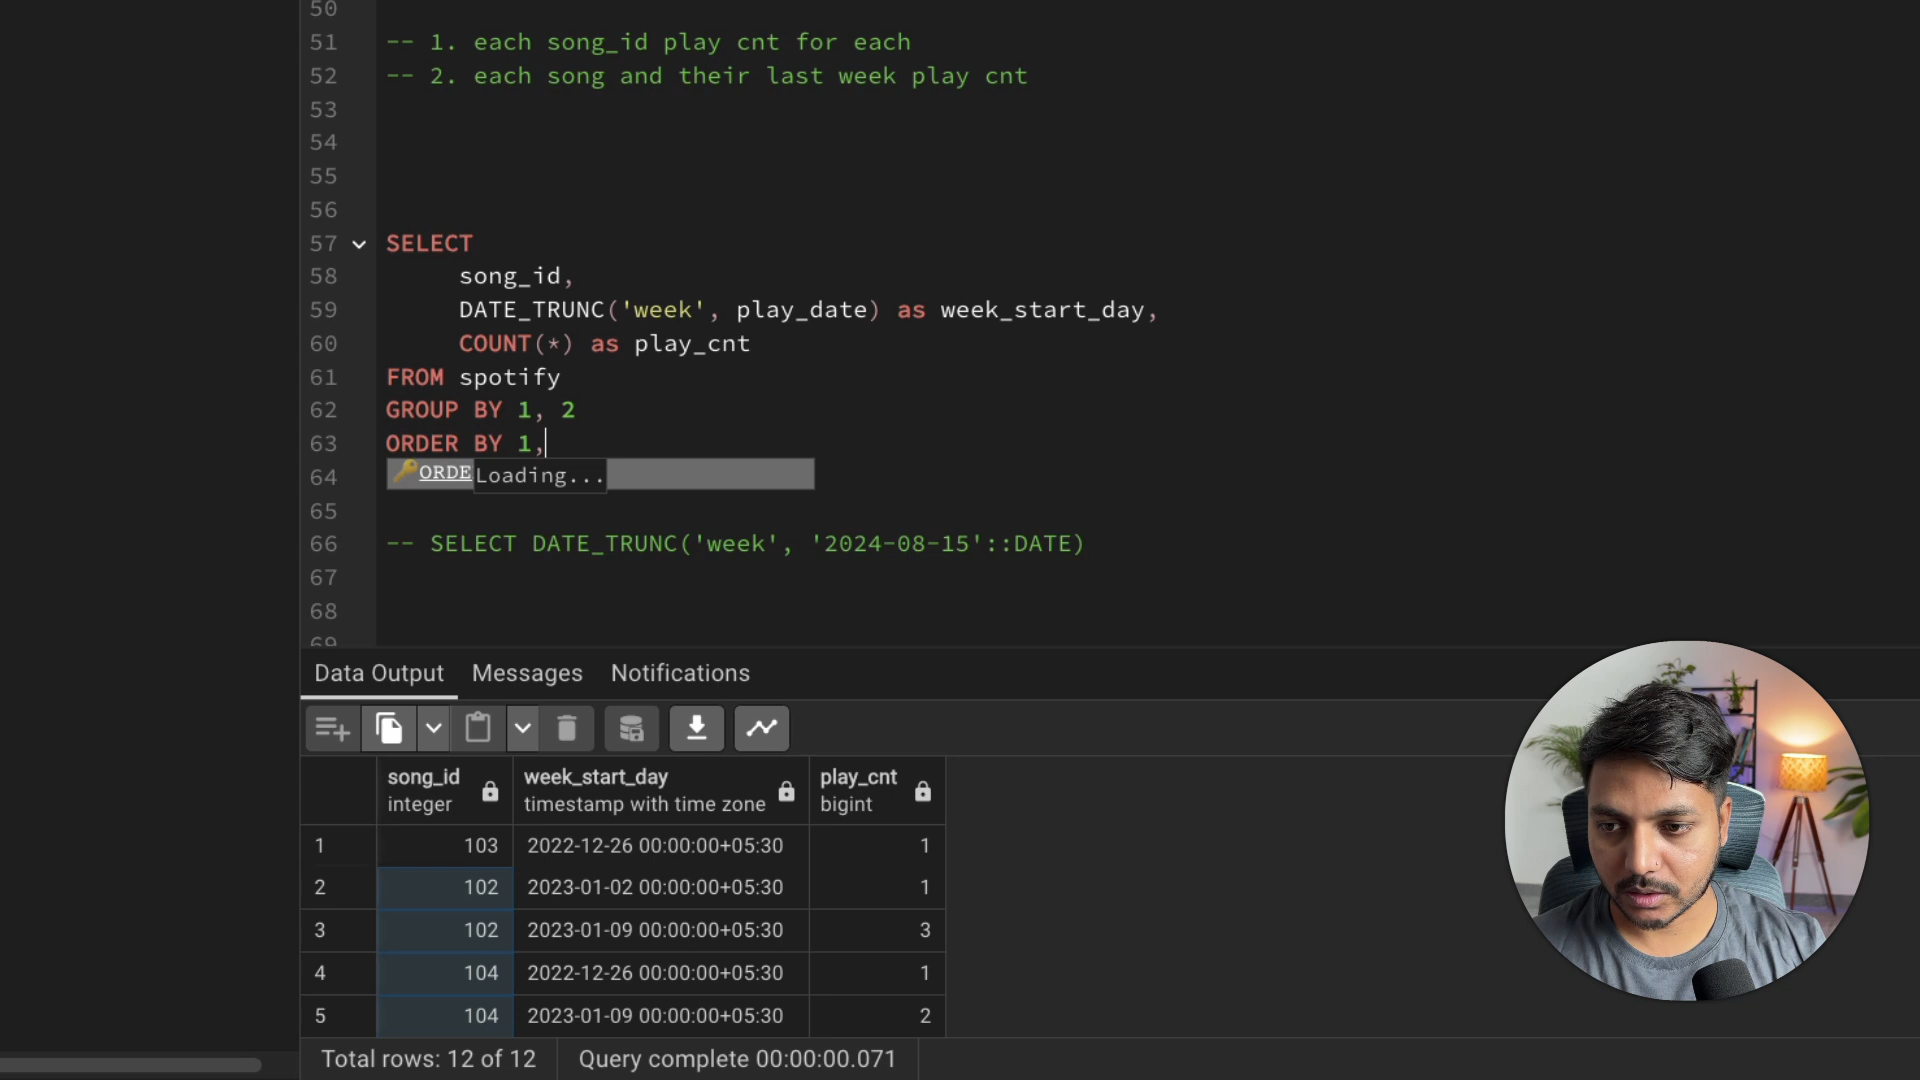 50
51 -- 1. each song_id play cnt for each
52 -- 2. each song and their last week play cnt
53
54
55
56
57 SELECT
58 song_id,
59 DATE_TRUNC('week', play_date) as week_start_day,
60 COUNT(*) as play_cnt
61 FROM spotify
62 GROUP BY 1, 2
63 ORDER BY 1,
64 ORDE Loading...
65
66 -- SELECT DATE_TRUNC('week', '2024-08-15'::DATE)
67
68
69
Data Output Messages Notifications
song_id week_start_day play_cnt
integer timestamp with time zone bigint
1 103 2022-12-26 00:00:00+05:30 1
2 102 2023-01-02 00:00:00+05:30 1
3 102 2023-01-09 00:00:00+05:30 3
4 104 2022-12-26 00:00:00+05:30 1
5 104 2023-01-09 00:00:00+05:30 2
Total rows: 12 of 12 Query complete 00:00:00.071